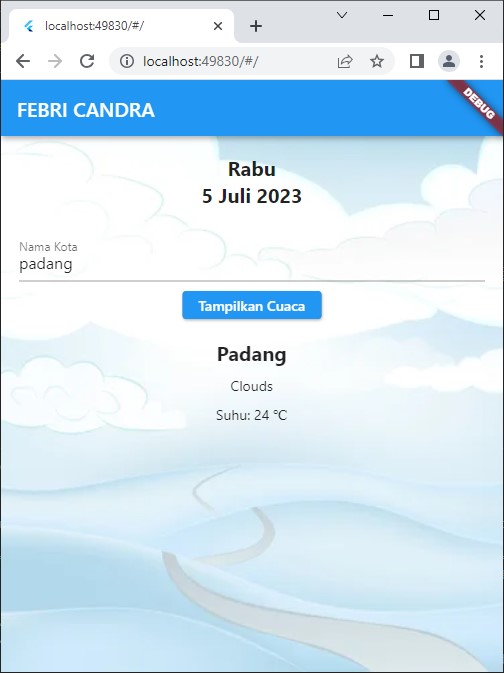 localhost:49830/#/
localhost:49830/#/
FEBRI CANDRA
DEBUG
Rabu
5 Juli 2023
Nama Kota
padang
Tampilkan Cuaca
Padang
Clouds
Suhu: 24 ℃